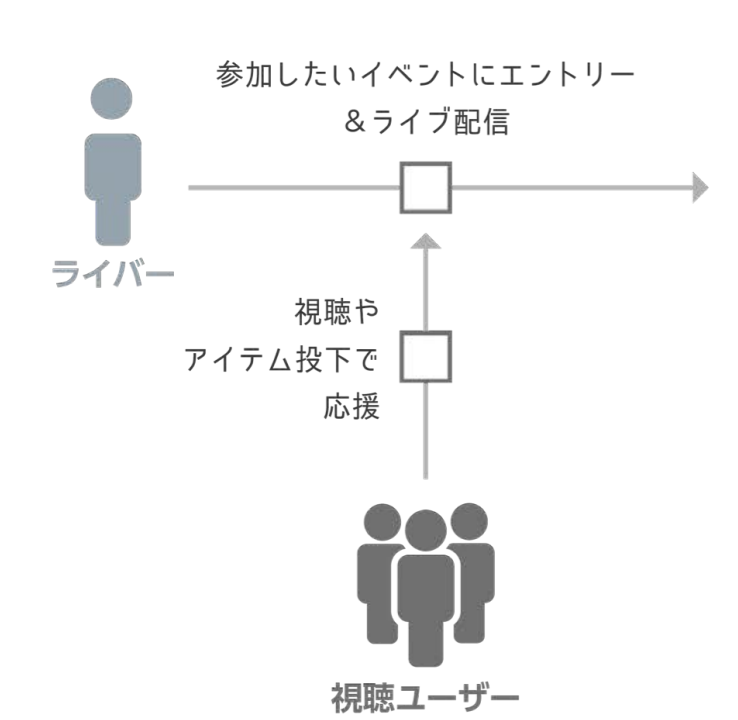 参加したいイベントにエントリー
＆ライブ配信
ライバー
視聴や
アイテム投下で
応援
視聴ユーザー